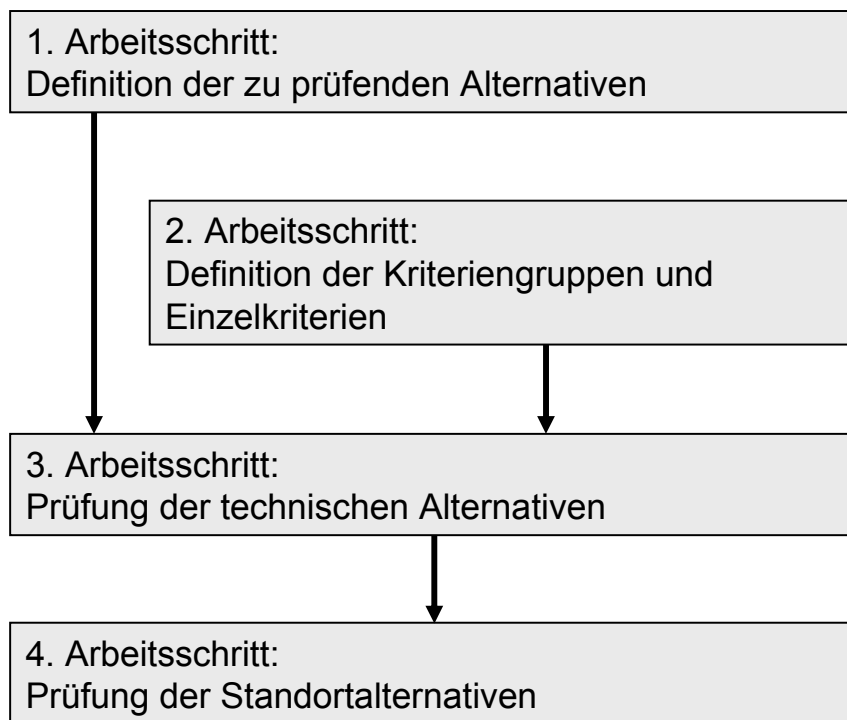 1. Arbeitsschritt:
Definition der zu prüfenden Alternativen
2. Arbeitsschritt:
Definition der Kriteriengruppen und
Einzelkriterien
3. Arbeitsschritt:
Prüfung der technischen Alternativen
4. Arbeitsschritt:
Prüfung der Standortalternativen